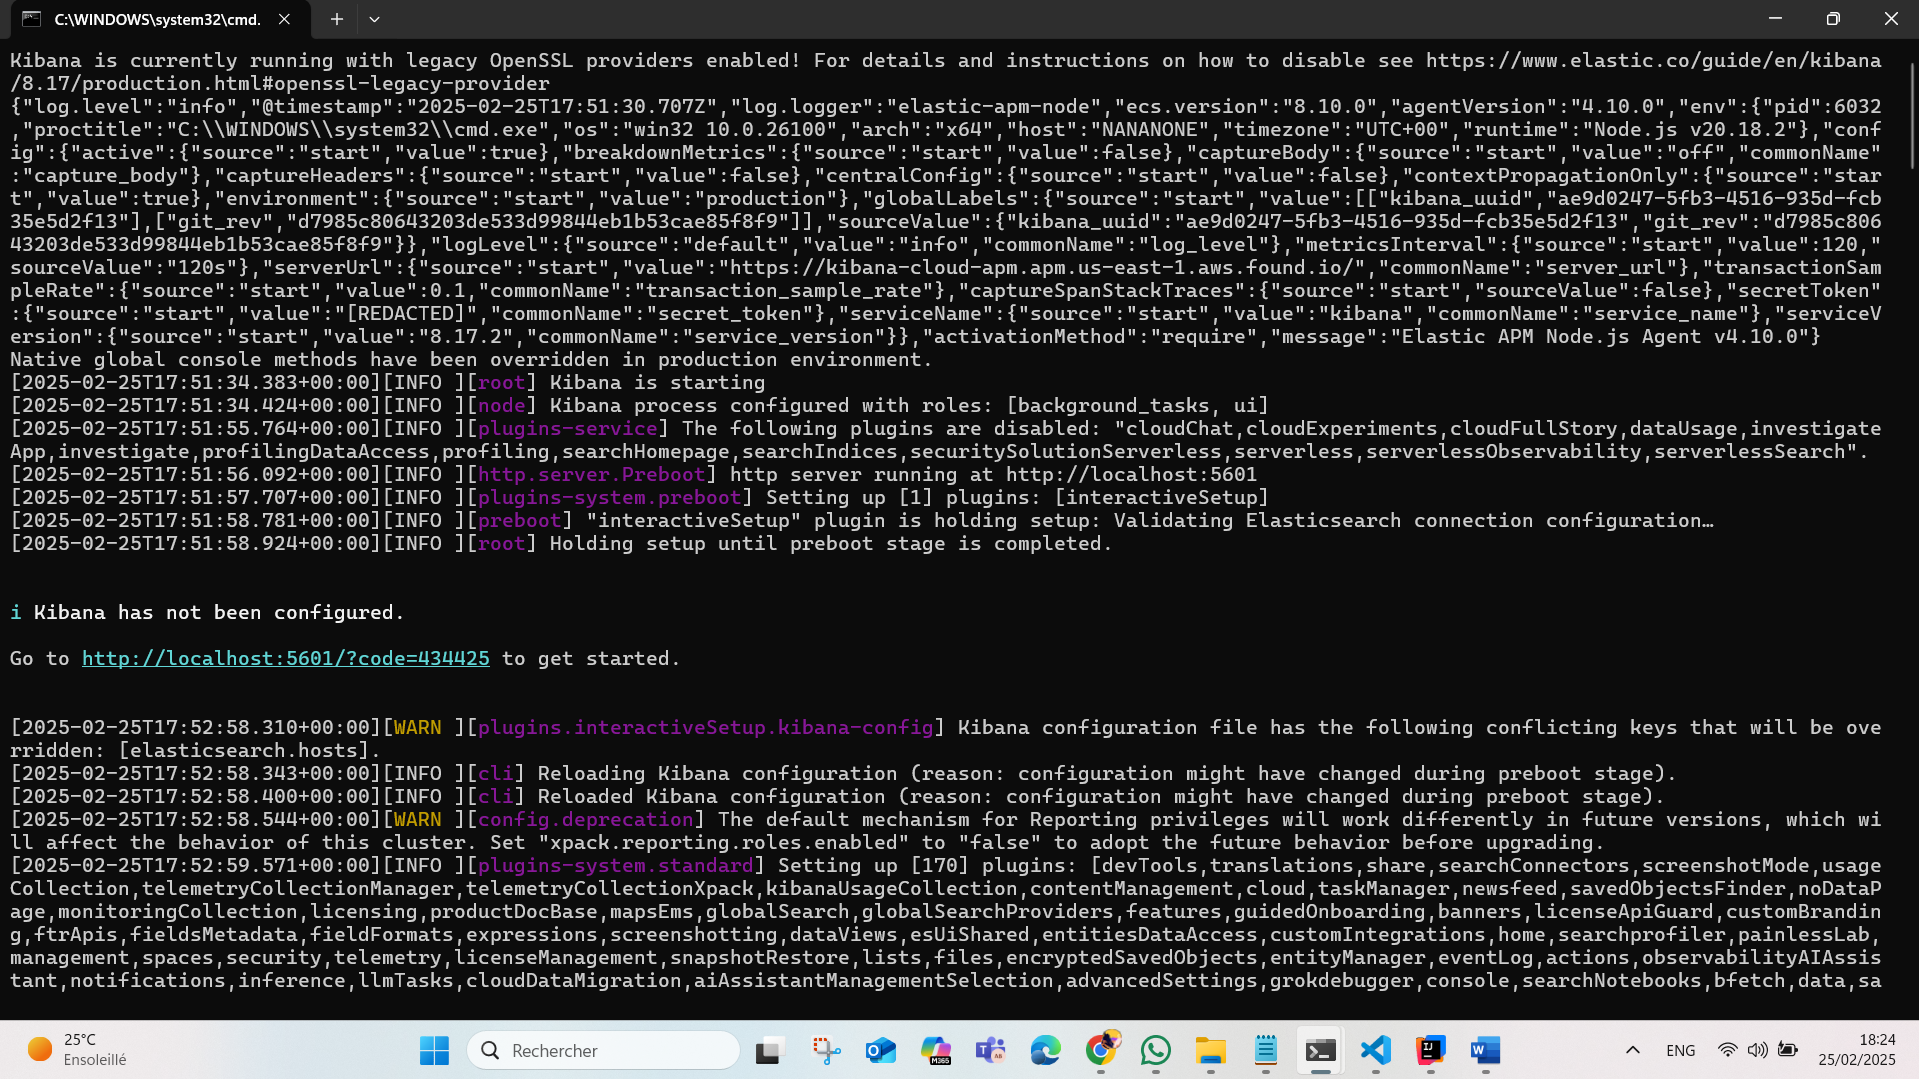 C:\WINDOWS\system32\cmd.
Kibana is currently running with legacy OpenSSL providers enabled! For details and instructions on how to disable see https://www.elastic.co/guide/en/kibana
/8.17/production.html#openssl-legacy-provider
{"log.level":"info","@timestamp":"2025-02-25T17:51:30.707Z","log.logger":"elastic-apm-node","ecs.version":"8.10.0","agentVersion":"4.10.0","env":{"pid":6032
,"proctitle":"C:\\WINDOWS\\system32\\cmd.exe","os":"win32 10.0.26100","arch":"x64","host":"NANANONE","timezone":"UTC+00","runtime":"Node.js v20.18.2"},"conf
ig":{"active":{"source":"start","value":true},"breakdownMetrics":{"source":"start","value":false},"captureBody":{"source":"start","value":"off","commonName"
:"capture_body"},"captureHeaders":{"source":"start","value":false},"centralConfig":{"source":"start","value":false},"contextPropagationOnly":{"source":"star
t","value":true},"environment":{"source":"start","value":"production"},"globalLabels":{"source":"start","value":[["kibana_uuid","ae9d0247-5fb3-4516-935d-fcb
35e5d2f13"],["git_rev","d7985c80643203de533d99844eb1b53cae85f8f9"]],"sourceValue":{"kibana_uuid":"ae9d0247-5fb3-4516-935d-fcb35e5d2f13","git_rev":"d7985c806
43203de533d99844eb1b53cae85f8f9"}},"logLevel":{"source":"default","value":"info","commonName":"log_level"},"metricsInterval":{"source":"start","value":120,"
sourceValue":"120s"},"serverUrl":{"source":"start","value":"https://kibana-cloud-apm.apm.us-east-1.aws.found.io/","commonName":"server_url"},"transactionSam
pleRate":{"source":"start","value":0.1,"commonName":"transaction_sample_rate"},"captureSpanStackTraces":{"source":"start","sourceValue":false},"secretToken"
:{"source":"start","value":"[REDACTED]","commonName":"secret_token"},"serviceName":{"source":"start","value":"kibana","commonName":"service_name"},"serviceV
ersion":{"source":"start","value":"8.17.2","commonName":"service_version"}},"activationMethod":"require","message":"Elastic APM Node.js Agent v4.10.0"}
Native global console methods have been overridden in production environment.
[2025-02-25T17:51:34.383+00:00][INFO ][root] Kibana is starting
[2025-02-25T17:51:34.424+00:00][INFO ][node] Kibana process configured with roles: [background_tasks, ui]
[2025-02-25T17:51:55.764+00:00][INFO ][plugins-service] The following plugins are disabled: "cloudChat,cloudExperiments,cloudFullStory,dataUsage,investigate
App,investigate,profilingDataAccess,profiling,searchHomepage,searchIndices,securitySolutionServerless,serverless,serverlessObservability,serverlessSearch".
[2025-02-25T17:51:56.092+00:00][INFO ][http.server.Preboot] http server running at http://localhost:5601
[2025-02-25T17:51:57.707+00:00][INFO ][plugins-system.preboot] Setting up [1] plugins: [interactiveSetup]
[2025-02-25T17:51:58.781+00:00][INFO ][preboot] "interactiveSetup" plugin is holding setup: Validating Elasticsearch connection configuration…
[2025-02-25T17:51:58.924+00:00][INFO ][root] Holding setup until preboot stage is completed.
i Kibana has not been configured.
Go to http://localhost:5601/?code=434425 to get started.
[2025-02-25T17:52:58.310+00:00][WARN ][plugins.interactiveSetup.kibana-config] Kibana configuration file has the following conflicting keys that will be ove
rridden: [elasticsearch.hosts].
[2025-02-25T17:52:58.343+00:00][INFO ][cli] Reloading Kibana configuration (reason: configuration might have changed during preboot stage).
[2025-02-25T17:52:58.400+00:00][INFO ][cli] Reloaded Kibana configuration (reason: configuration might have changed during preboot stage).
[2025-02-25T17:52:58.544+00:00][WARN ][config.deprecation] The default mechanism for Reporting privileges will work differently in future versions, which wi
ll affect the behavior of this cluster. Set "xpack.reporting.roles.enabled" to "false" to adopt the future behavior before upgrading.
[2025-02-25T17:52:59.571+00:00][INFO ][plugins-system.standard] Setting up [170] plugins: [devTools,translations,share,searchConnectors,screenshotMode,usage
Collection,telemetryCollectionManager,telemetryCollectionXpack,kibanaUsageCollection,contentManagement,cloud,taskManager,newsfeed,savedObjectsFinder,noDataP
age,monitoringCollection,licensing,productDocBase,mapsEms,globalSearch,globalSearchProviders,features,guidedOnboarding,banners,licenseApiGuard,customBrandin
g,ftrApis,fieldsMetadata,fieldFormats,expressions,screenshotting,dataViews,esUiShared,entitiesDataAccess,customIntegrations,home,searchprofiler,painlessLab,
management,spaces,security,telemetry,licenseManagement,snapshotRestore,lists,files,encryptedSavedObjects,entityManager,eventLog,actions,observabilityAIAssis
tant,notifications,inference,llmTasks,cloudDataMigration,aiAssistantManagementSelection,advancedSettings,grokdebugger,console,searchNotebooks,bfetch,data,sa
25°C
Ensoleillé
Rechercher
M365
ENG
18:24
25/02/2025